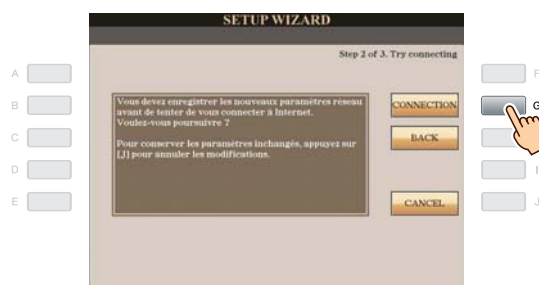 SETUP WIZARD
Step 2 of 3. Try connecting
A
F
Vous devez enregistrer les nouveaux paramètres réseau
avant de tenter de vous connecter à Internet.
Voulez-vous poursuivre ?
Pour conserver les paramètres inchangés, appuyez sur
[J] pour annuler les modifications.
CONNECTION
B
G
BACK
C
D
I
CANCEL
E
J